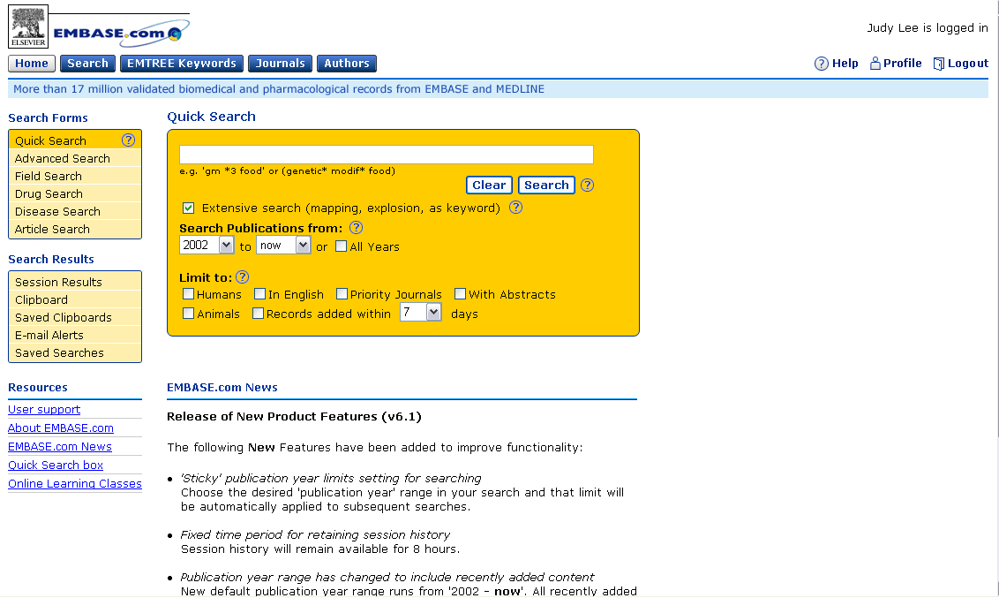 ELSEVIER
EMBASE.com
Judy Lee is logged in
Home Search EMTREE Keywords Journals Authors
? Help Profile Logout
More than 17 million validated biomedical and pharmacological records from EMBASE and MEDLINE
Search Forms
Quick Search ?
Advanced Search
Field Search
Drug Search
Disease Search
Article Search
Search Results
Session Results
Clipboard
Saved Clipboards
E-mail Alerts
Saved Searches
Resources
User support
About EMBASE.com
EMBASE.com News
Quick Search box
Online Learning Classes
Quick Search
e.g. 'gm *3 food' or (genetic* modif* food)
Clear Search ?
Extensive search (mapping, explosion, as keyword) ?
Search Publications from: ?
2002 to now or All Years
Limit to: ?
Humans In English Priority Journals With Abstracts
Animals Records added within 7 days
EMBASE.com News
Release of New Product Features (v6.1)
The following New Features have been added to improve functionality:
• 'Sticky' publication year limits setting for searching
Choose the desired 'publication year' range in your search and that limit will
be automatically applied to subsequent searches.
• Fixed time period for retaining session history
Session history will remain available for 8 hours.
• Publication year range has changed to include recently added content
New default publication year range runs from '2002 - now'. All recently added